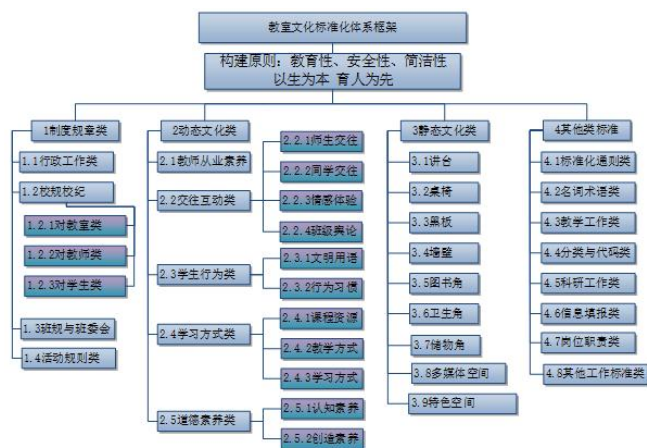 教室文化标准化体系框架
构建原则：教育性、安全性、简洁性
以生为本 育人为先
1制度规章类
1.1行政工作类
1.2校规校纪
1.2.1对教室类
1.2.2对教师类
1.2.3对学生类
1.3班规与班委会
1.4活动规则类
2动态文化类
2.1教师从业素养
2.2交往互动类
2.2.1师生交往
2.2.2同学交往
2.2.3情感体验
2.2.4班级舆论
2.3学生行为类
2.3.1文明用语
2.3.2行为习惯
2.4学习方式类
2.4.1课程资源
2.4.2教学方式
2.4.3学习方式
2.5道德素养类
2.5.1认知素养
2.5.2创造素养
3静态文化类
3.1讲台
3.2桌椅
3.3黑板
3.4墙壁
3.5图书角
3.6卫生角
3.7储物角
3.8多媒体空间
3.9特色空间
4其他类标准
4.1标准化通则类
4.2名词术语类
4.3教学工作类
4.4分类与代码类
4.5科研工作类
4.6信息填报类
4.7岗位职责类
4.8其他工作标准类